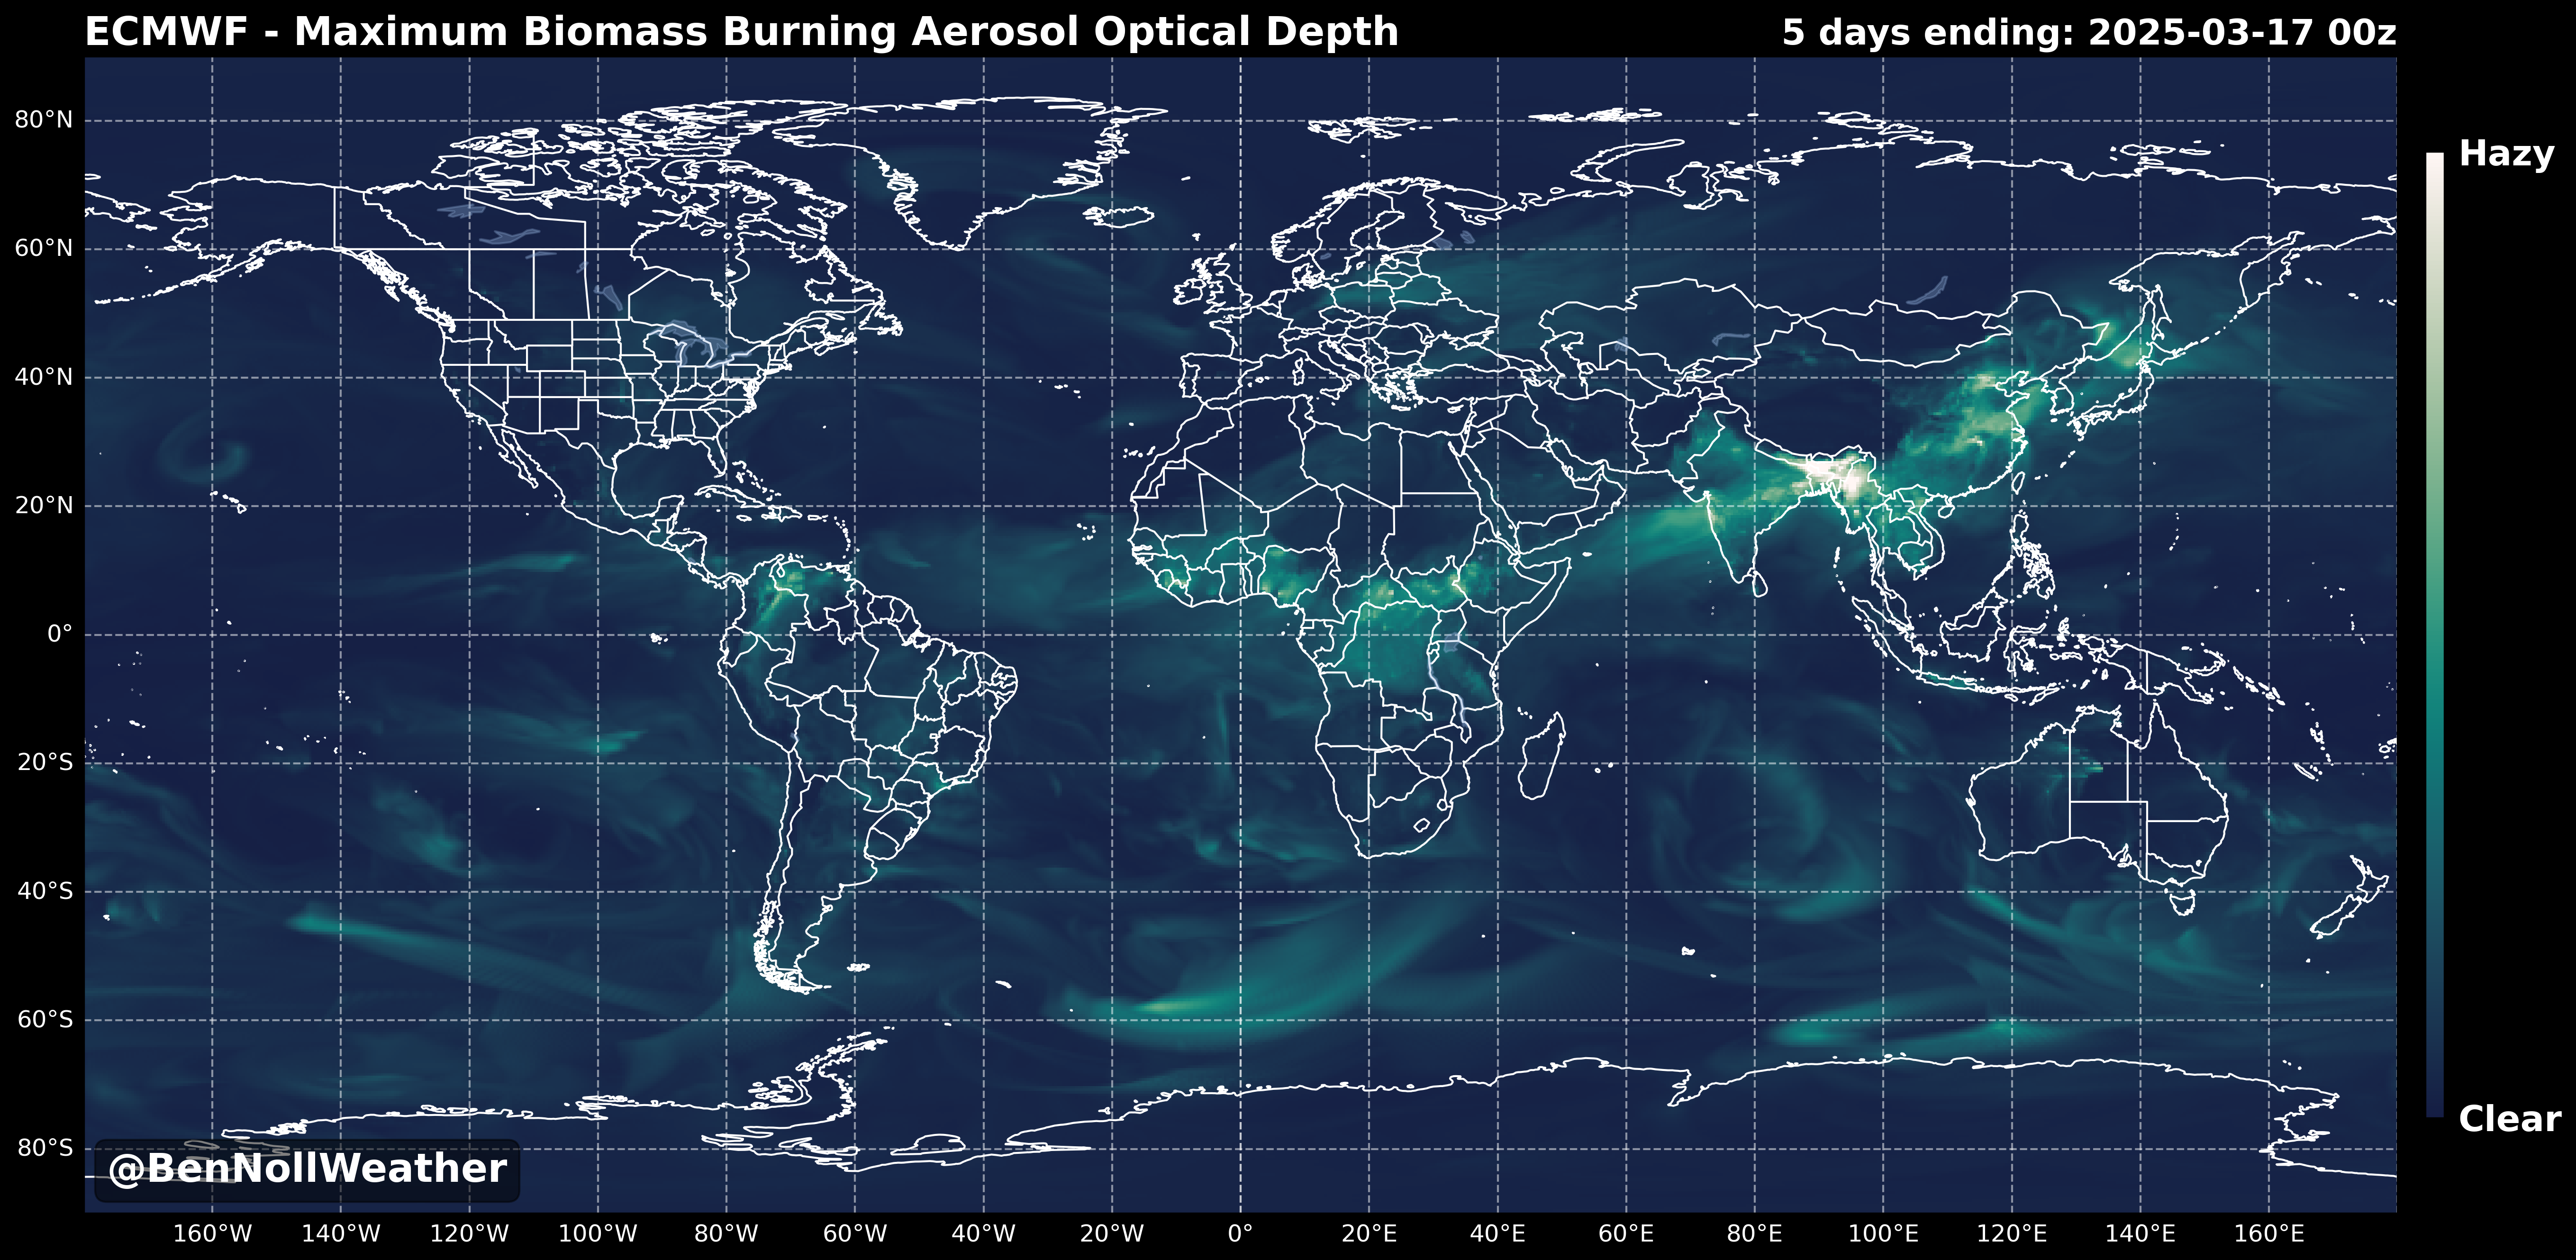 ECMWF - Maximum Biomass Burning Aerosol Optical Depth
5 days ending: 2025-03-17 00z
80°N
60°N
40°N
20°N
0°
20°S
40°S
60°S
80°S
Hazy
Clear
@BenNollWeather
160°W 140°W 120°W 100°W 80°W 60°W 40°W 20°W 0° 20°E 40°E 60°E 80°E 100°E 120°E 140°E 160°E